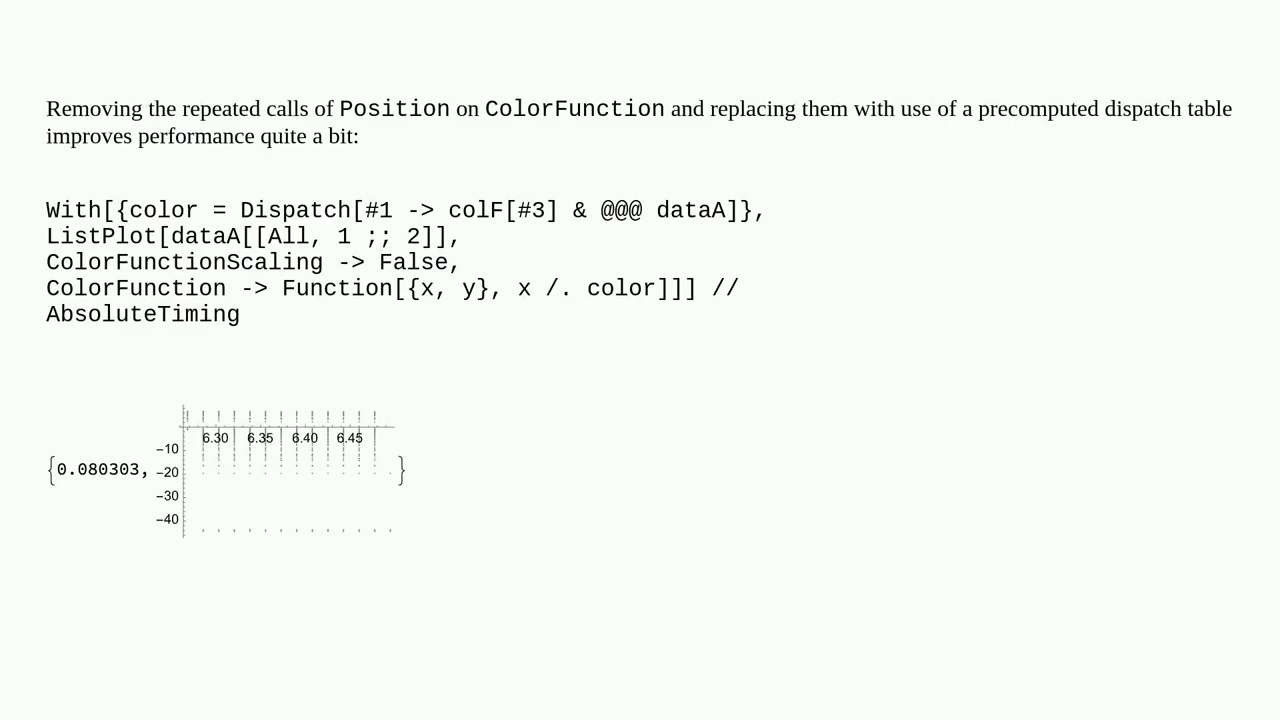 Removing the repeated calls of Position on ColorFunction and replacing them with use of a precomputed dispatch table
improves performance quite a bit:
With[{color = Dispatch[#1 -> colF[#3] & @@@ dataA]},
ListPlot[dataA[[All, 1 ;; 2]],
ColorFunctionScaling -> False,
ColorFunction -> Function[{x, y}, x /. color]]] //
AbsoluteTiming
6.30 6.35 6.40 6.45
−10
{0.080303, −20 }
−30
−40